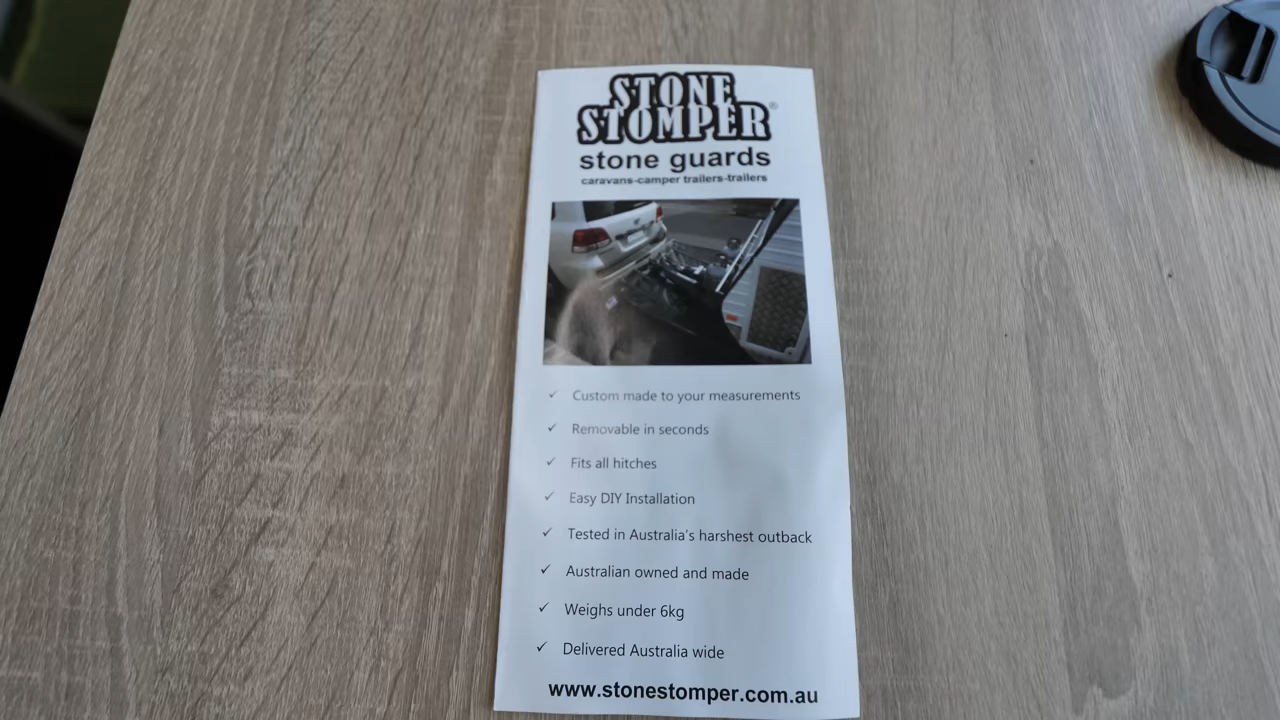 STONE
STOMPER®
stone guards
caravans-camper trailers-trailers
✓ Custom made to your measurements
✓ Removable in seconds
✓ Fits all hitches
✓ Easy DIY Installation
✓ Tested in Australia's harshest outback
✓ Australian owned and made
✓ Weighs under 6kg
✓ Delivered Australia wide
www.stonestomper.com.au